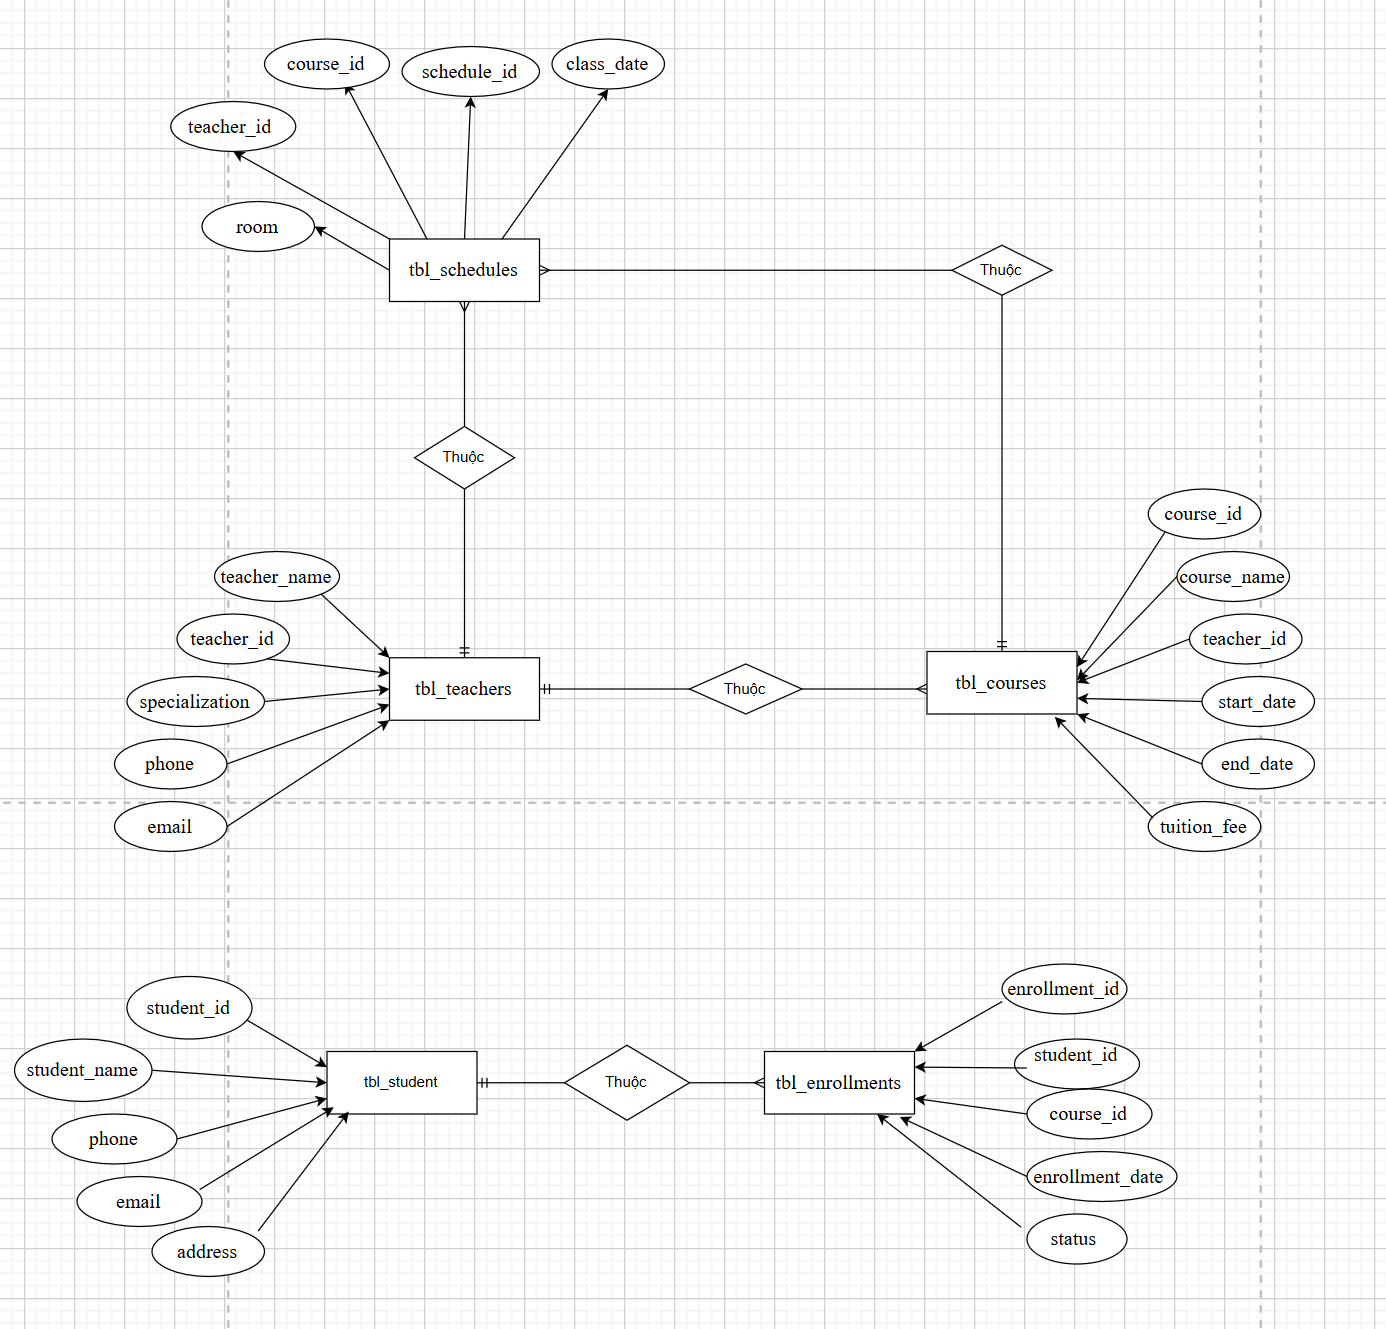 course_id
schedule_id
class_date
teacher_id
room
tbl_schedules
Thuộc
Thuộc
course_id
teacher_name
course_name
teacher_id
teacher_id
specialization
tbl_teachers
Thuộc
tbl_courses
start_date
phone
end_date
email
tuition_fee
student_id
enrollment_id
student_name
tbl_student
Thuộc
tbl_enrollments
student_id
phone
course_id
email
enrollment_date
address
status